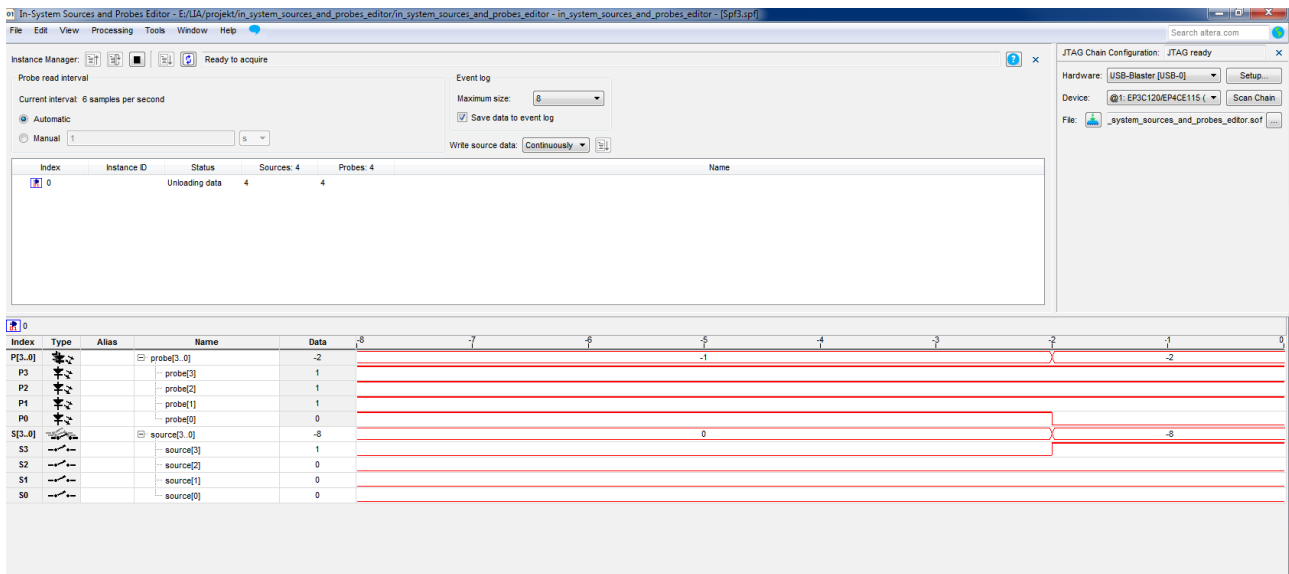 In-System Sources and Probes Editor - E:/LIA/projekt/in_system_sources_and_probes_editor/in_system_sources_and_probes_editor - in_system_sources_and_probes_editor - [Spf3.spf]
File Edit View Processing Tools Window Help Search altera.com
Instance Manager: Ready to acquire
JTAG Chain Configuration: JTAG ready
Probe read interval
Event log
Hardware: USB-Blaster [USB-0] Setup...
Current interval: 6 samples per second
Maximum size: 8
Device: @1: EP3C120/EP4CE115 ( Scan Chain
Automatic
Save data to event log
File: _system_sources_and_probes_editor.sof ...
Manual 1 s
Write source data: Continuously
Index Instance ID Status Sources: 4 Probes: 4 Name
0 Unloading data 4 4
0
Index Type Alias Name Data -8 -7 -6 -5 -4 -3 -2 -1 0
P[3..0] probe[3..0] -2 -1 -2
P3 probe[3] 1
P2 probe[2] 1
P1 probe[1] 1
P0 probe[0] 0
S[3..0] source[3..0] -8 0 -8
S3 source[3] 1
S2 source[2] 0
S1 source[1] 0
S0 source[0] 0